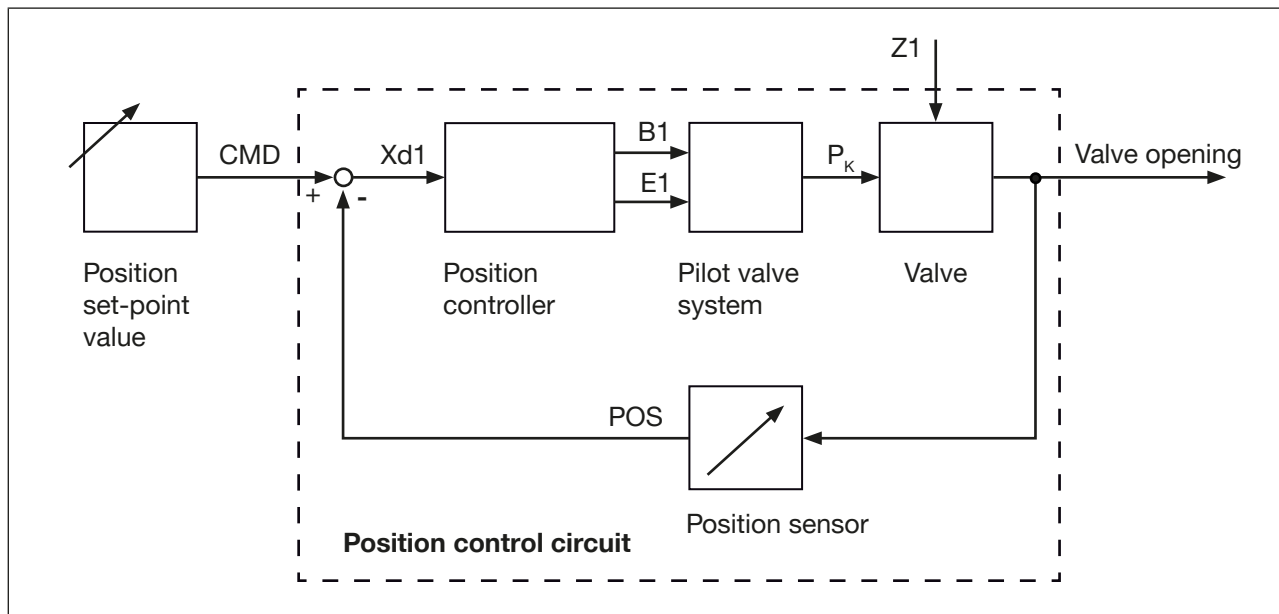 Z1
CMD
+
-
Xd1
B1
E1
PK
Valve opening
Position
set-point
value
Position
controller
Pilot valve
system
Valve
POS
Position sensor
Position control circuit